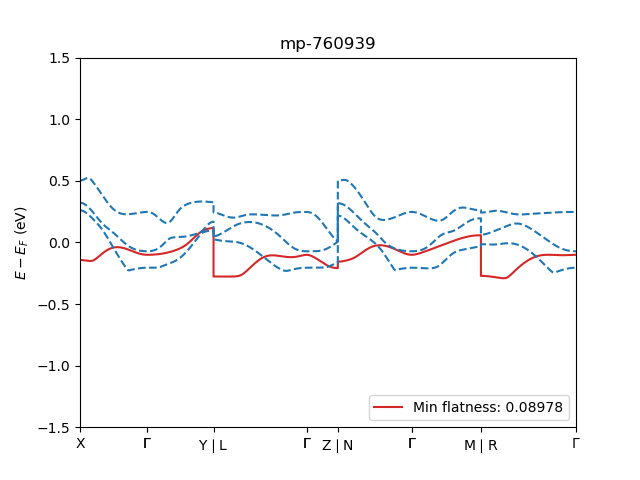 mp-760939
E − E_F (eV)
1.5
1.0
0.5
0.0
−0.5
−1.0
−1.5
Min flatness: 0.08978
X Γ Y | L Γ Z | N Γ M | R Γ